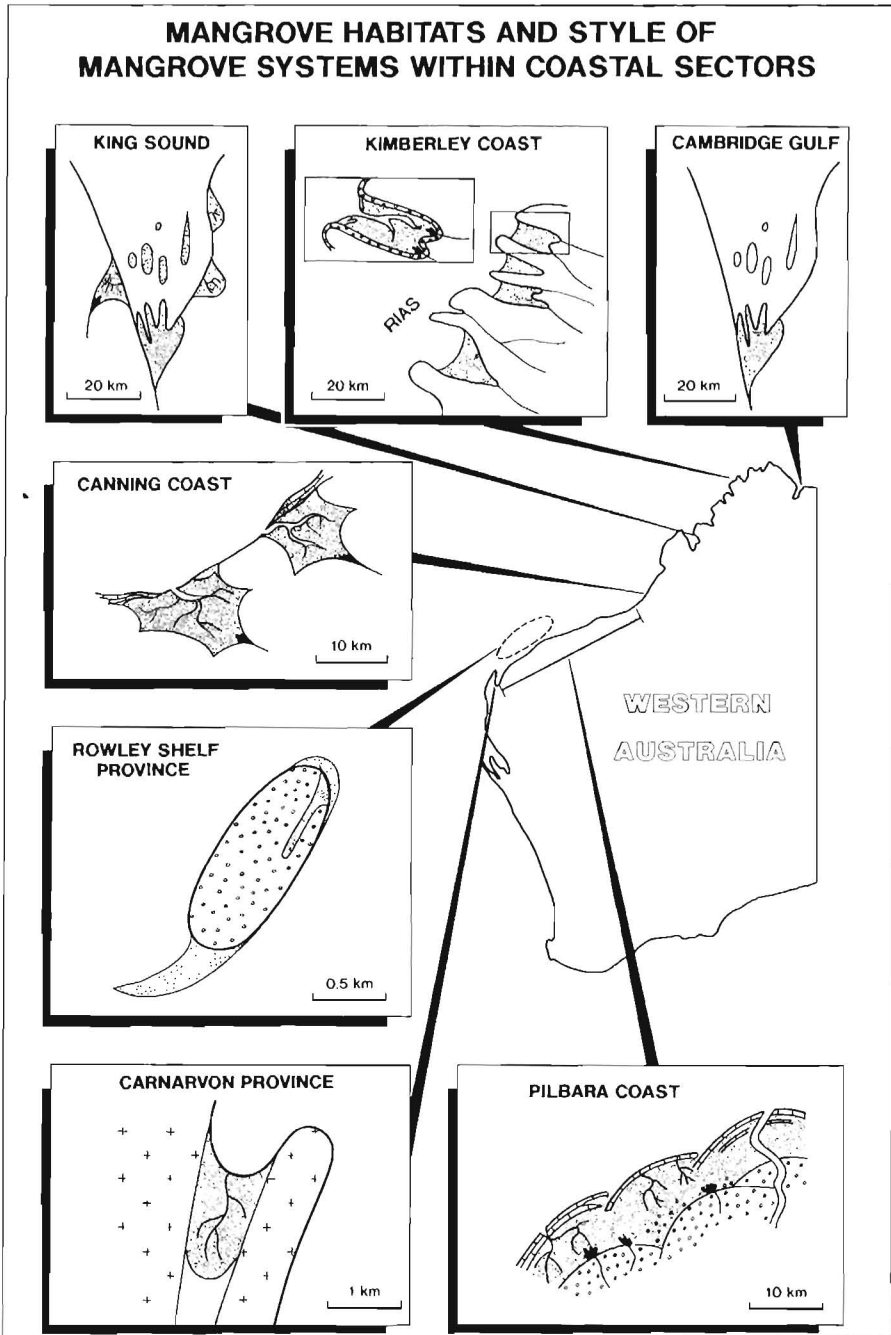 MANGROVE HABITATS AND STYLE OF
MANGROVE SYSTEMS WITHIN COASTAL SECTORS
KING SOUND
20 km
KIMBERLEY COAST
RIAS
20 km
CAMBRIDGE GULF
20 km
CANNING COAST
10 km
WESTERN
AUSTRALIA
ROWLEY SHELF
PROVINCE
0.5 km
CARNARVON PROVINCE
1 km
PILBARA COAST
10 km